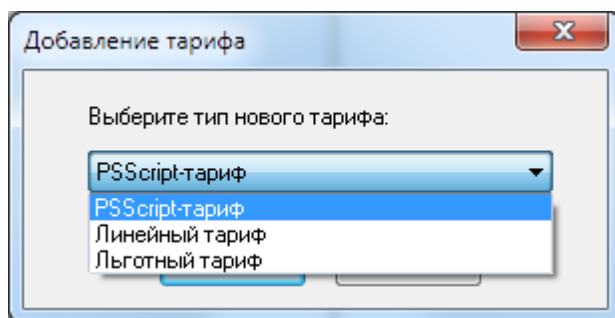 Добавление тарифа
Выберите тип нового тарифа:
PSScript-тариф
PSScript-тариф
Линейный тариф
Льготный тариф